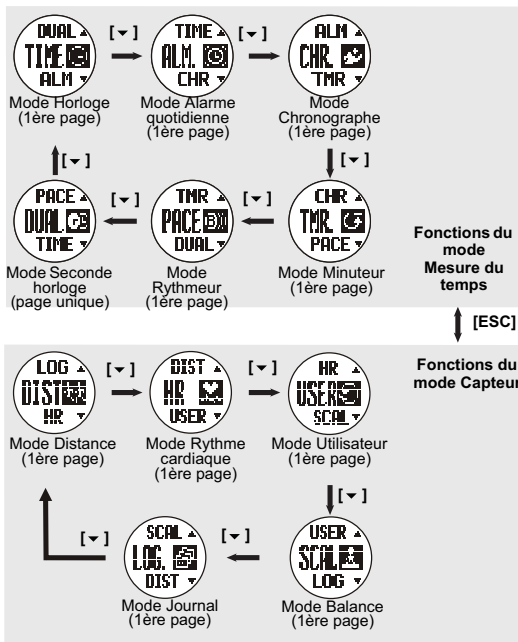 DUAL ▲
TIME
ALM ▼
Mode Horloge
(1ère page)
[▼]
TIME ▲
ALM.
CHR ▼
Mode Alarme
quotidienne
(1ère page)
[▼]
ALM ▲
CHR.
TMR ▼
Mode
Chronographe
(1ère page)
[▼]
[▼]
PACE ▲
DUAL
TIME ▼
Mode Seconde
horloge
(page unique)
[▼]
TMR ▲
PACE
DUAL ▼
Mode
Rythmeur
(1ère page)
[▼]
CHR ▲
TMR.
PACE ▼
Mode Minuteur
(1ère page)
Fonctions du
mode
Mesure du
temps
[ESC]
Fonctions du
mode Capteur
LOG ▲
DIST
HR ▼
Mode Distance
(1ère page)
[▼]
DIST ▲
HR
USER ▼
Mode Rythme
cardiaque
(1ère page)
[▼]
HR ▲
USER
SCAL ▼
Mode Utilisateur
(1ère page)
[▼]
[▼]
SCAL ▲
LOG.
DIST ▼
Mode Journal
(1ère page)
[▼]
USER ▲
SCAL
LOG ▼
Mode Balance
(1ère page)